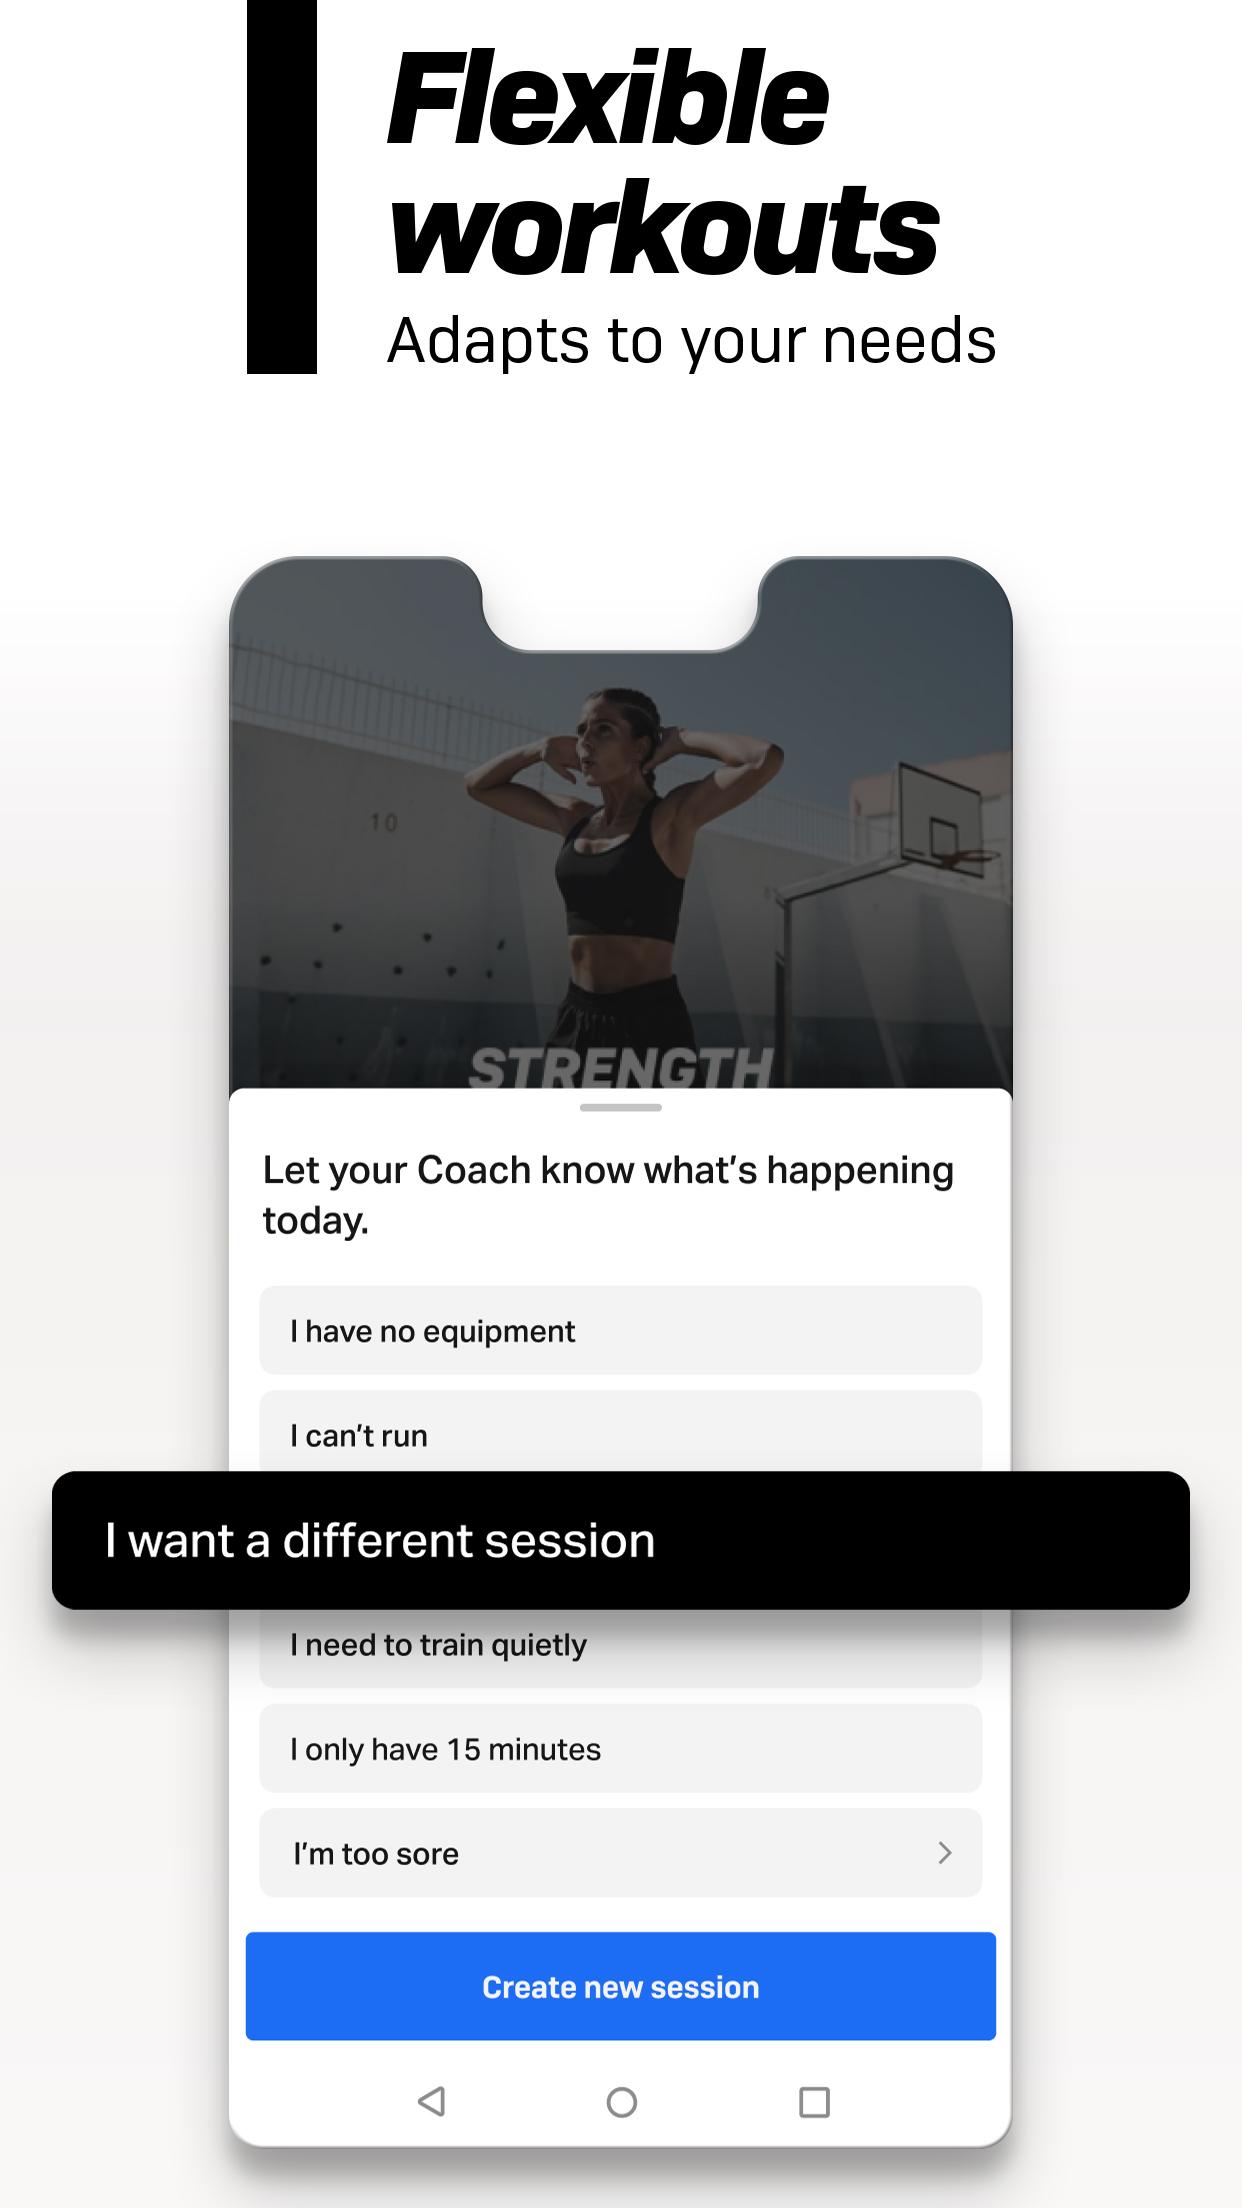 Flexible
workouts
Adapts to your needs
10
STRENGTH
Let your Coach know what’s happening
today.
I have no equipment
I can’t run
I want a different session
I need to train quietly
I only have 15 minutes
I’m too sore
Create new session